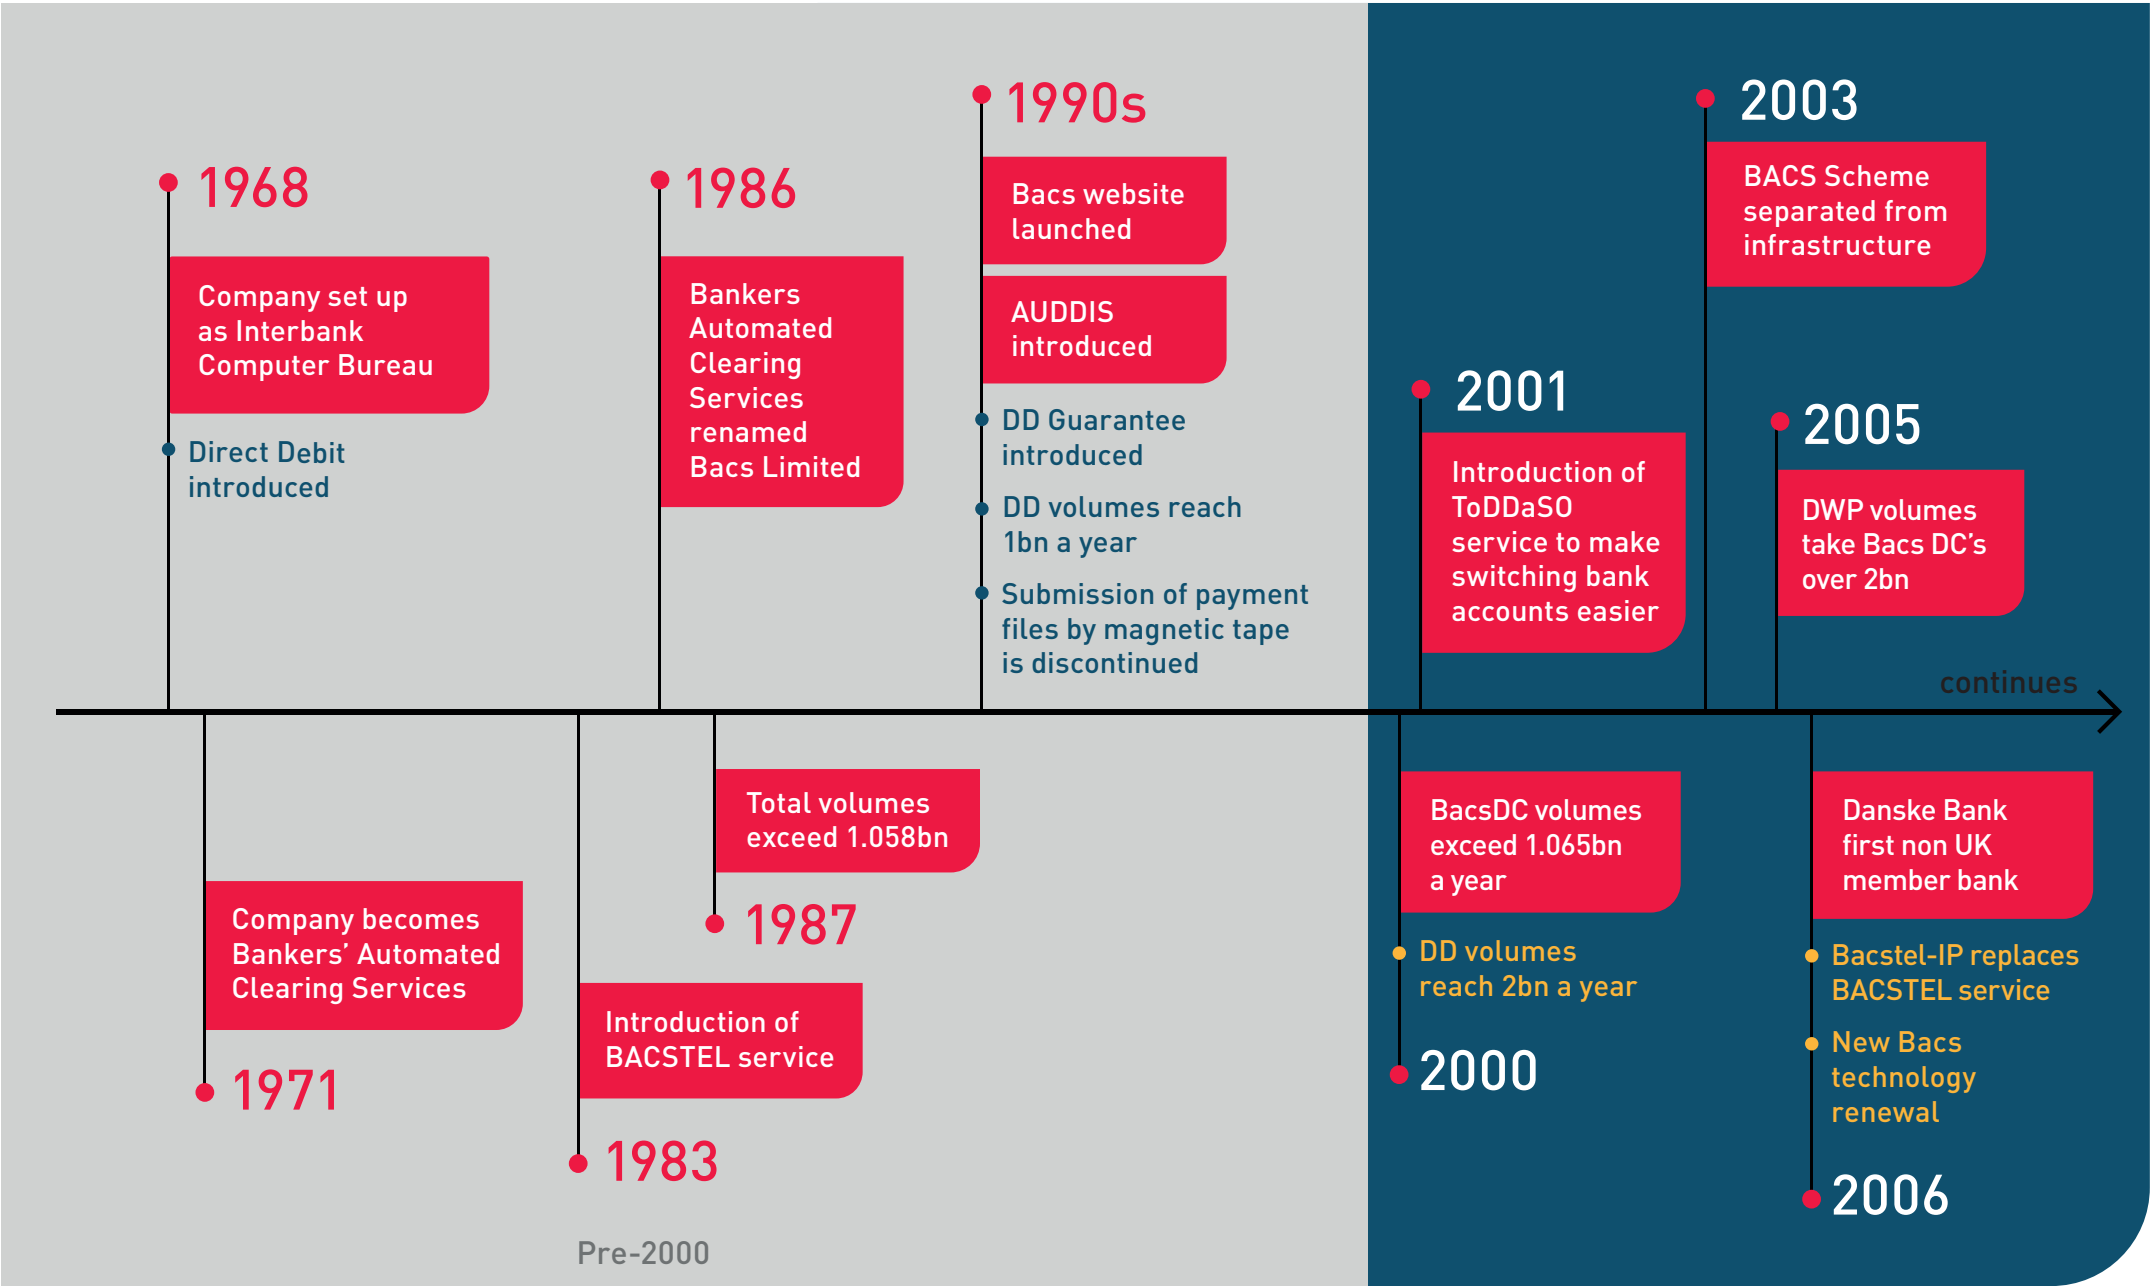 1968
Company set up
as Interbank
Computer Bureau
Direct Debit
introduced
1971
Company becomes
Bankers’ Automated
Clearing Services
1983
Introduction of
BACSTEL service
1986
Bankers
Automated
Clearing
Services
renamed
Bacs Limited
1987
Total volumes
exceed 1.058bn
1990s
Bacs website
launched
AUDDIS
introduced
DD Guarantee
introduced
DD volumes reach
1bn a year
Submission of payment
files by magnetic tape
is discontinued
Pre-2000
2000
BacsDC volumes
exceed 1.065bn
a year
DD volumes
reach 2bn a year
2001
Introduction of
ToDDaSO
service to make
switching bank
accounts easier
2003
BACS Scheme
separated from
infrastructure
2005
DWP volumes
take Bacs DC’s
over 2bn
2006
Danske Bank
first non UK
member bank
Bacstel-IP replaces
BACSTEL service
New Bacs
technology
renewal
continues